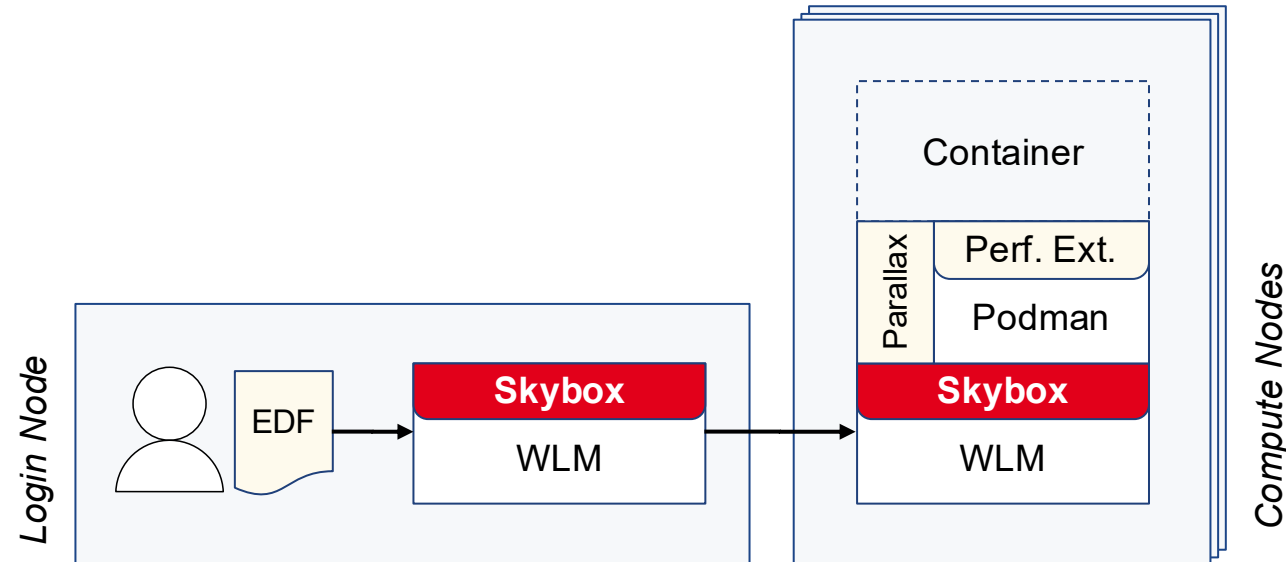 Login Node
EDF
Skybox
WLM
Container
Parallax
Perf. Ext.
Podman
Skybox
WLM
Compute Nodes